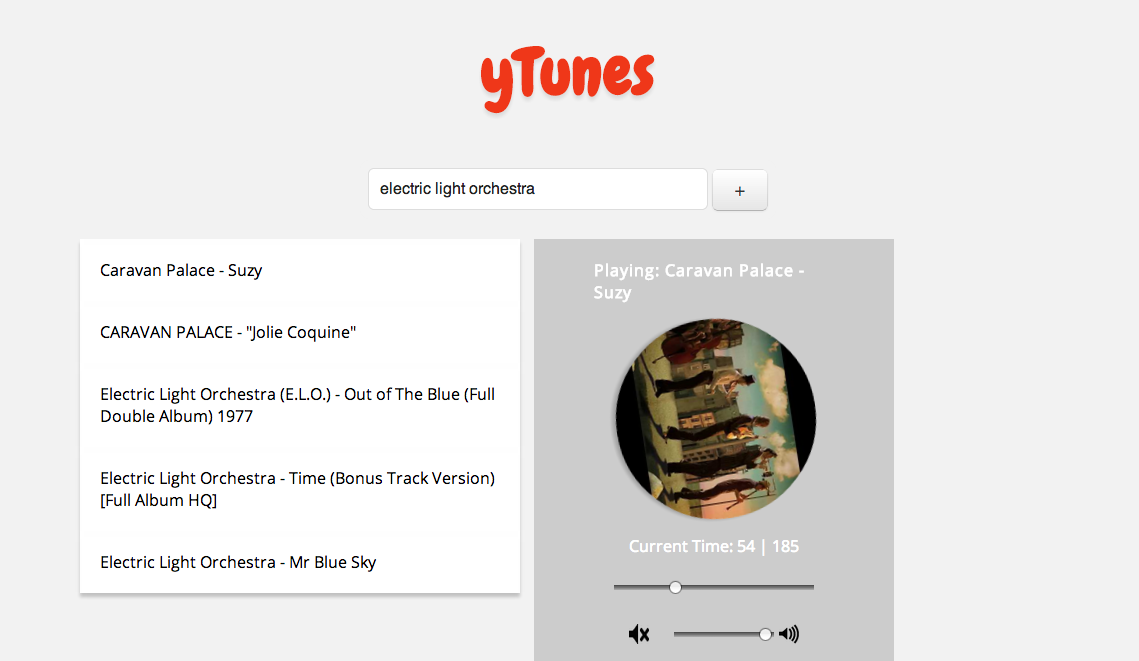 yTunes
electric light orchestra
+
Caravan Palace - Suzy
CARAVAN PALACE - "Jolie Coquine"
Electric Light Orchestra (E.L.O.) - Out of The Blue (Full
Double Album) 1977
Electric Light Orchestra - Time (Bonus Track Version)
[Full Album HQ]
Electric Light Orchestra - Mr Blue Sky
Playing: Caravan Palace -
Suzy
Current Time: 54 | 185